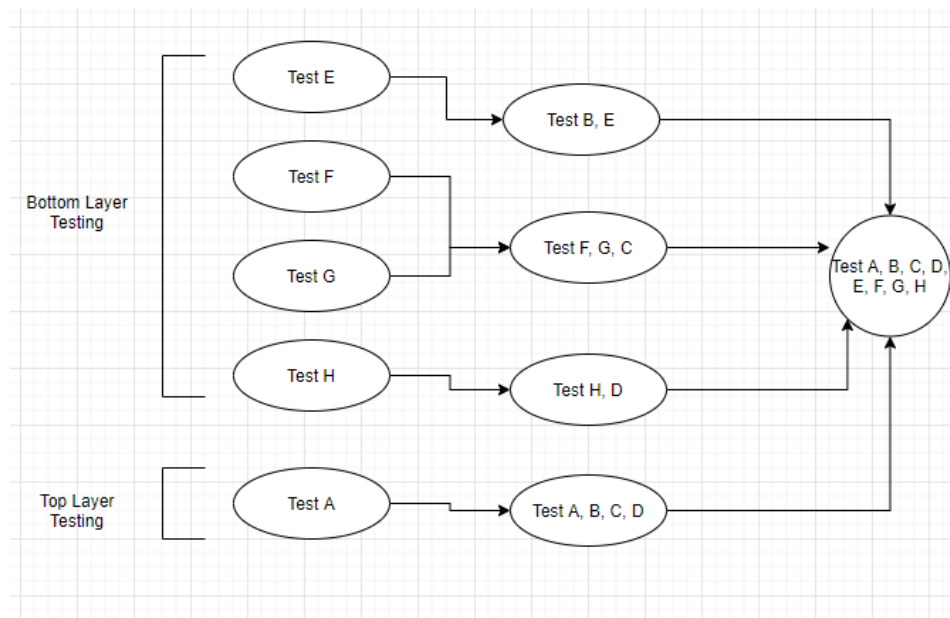 Test E
Test B, E
Test F
Bottom Layer
Testing
Test F, G, C
Test G
Test A, B, C, D,
E, F, G, H
Test H
Test H, D
Top Layer
Testing
Test A
Test A, B, C, D